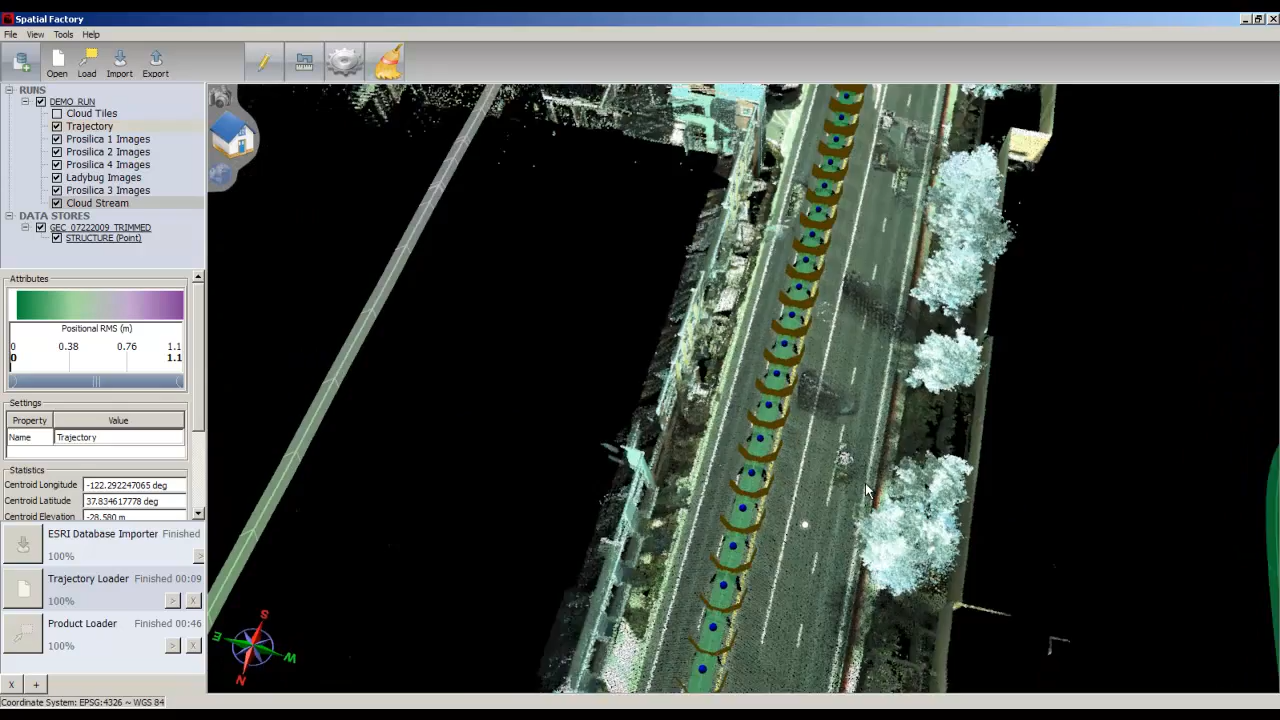 Spatial Factory
File View Tools Help
Open Load Import Export
RUNS
DEMO_RUN
Cloud Tiles
Trajectory
Prosilica 1 Images
Prosilica 2 Images
Prosilica 4 Images
Ladybug Images
Prosilica 3 Images
Cloud Stream
DATA STORES
GEC_07222009_TRIMMED
STRUCTURE (Point)
Attributes
Positional RMS (m)
0 0.38 0.76 1.1
0 1.1
Settings
Property Value
Name Trajectory
Statistics
Centroid Longitude -122.292247065 deg
Centroid Latitude 37.834617778 deg
Centroid Elevation -28.580 m
ESRI Database Importer Finished
100% >
Trajectory Loader Finished 00:09
100% > X
Product Loader Finished 00:46
100% > X
S
E
W
N
X +
Coordinate System: EPSG:4326 ~ WGS 84